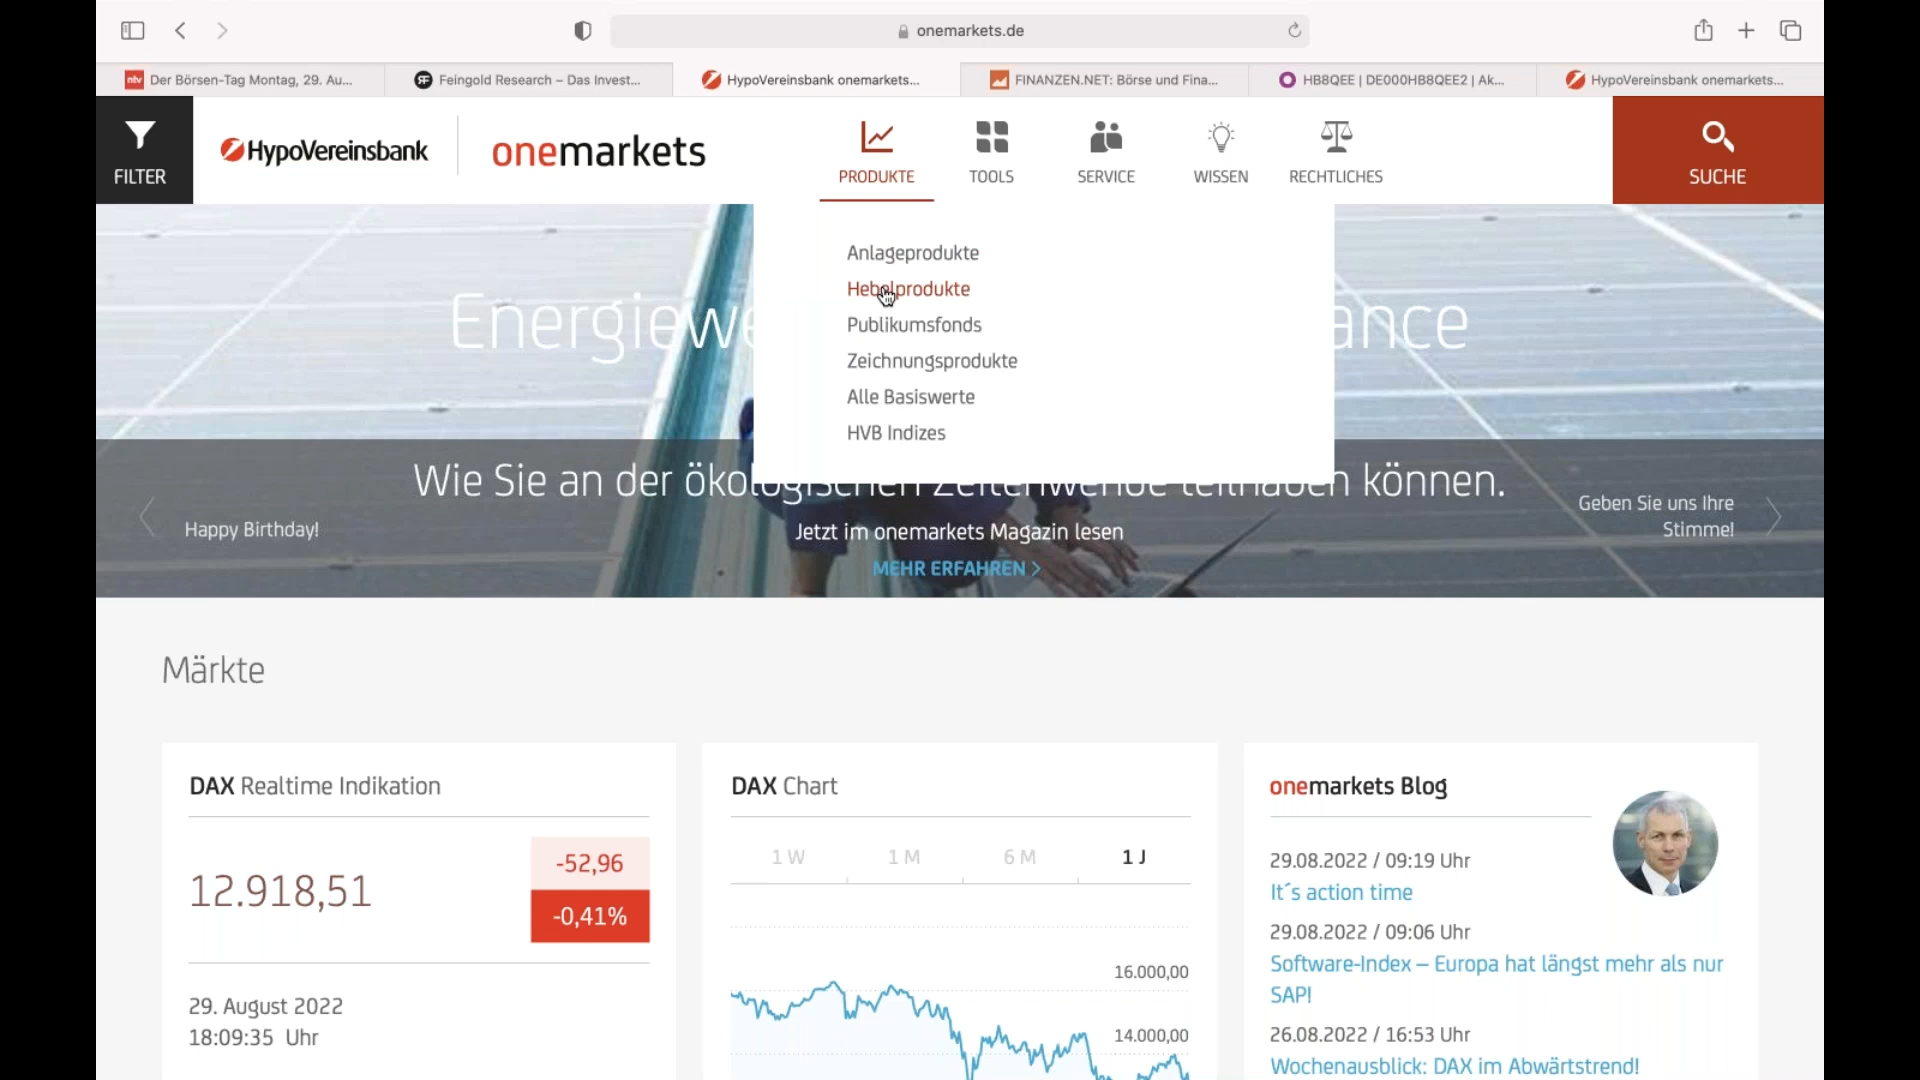 onemarkets.de
Der Börsen-Tag Montag, 29. Au...
Feingold Research – Das Invest...
HypoVereinsbank onemarkets...
FINANZEN.NET: Börse und Fina...
HB8QEE | DE000HB8QEE2 | Ak...
HypoVereinsbank onemarkets...
FILTER
HypoVereinsbank
onemarkets
PRODUKTE
TOOLS
SERVICE
WISSEN
RECHTLICHES
SUCHE
Anlageprodukte
Hebelprodukte
Publikumsfonds
Zeichnungsprodukte
Alle Basiswerte
HVB Indizes
Wie Sie an der ökologischen Zeitenwende teilhaben können.
Happy Birthday!
Jetzt im onemarkets Magazin lesen
MEHR ERFAHREN >
Geben Sie uns Ihre
Stimme!
Märkte
DAX Realtime Indikation
12.918,51
-52,96
-0,41%
29. August 2022
18:09:35 Uhr
DAX Chart
1 W
1 M
6 M
1 J
16.000,00
14.000,00
onemarkets Blog
29.08.2022 / 09:19 Uhr
It´s action time
29.08.2022 / 09:06 Uhr
Software-Index – Europa hat längst mehr als nur
SAP!
26.08.2022 / 16:53 Uhr
Wochenausblick: DAX im Abwärtstrend!